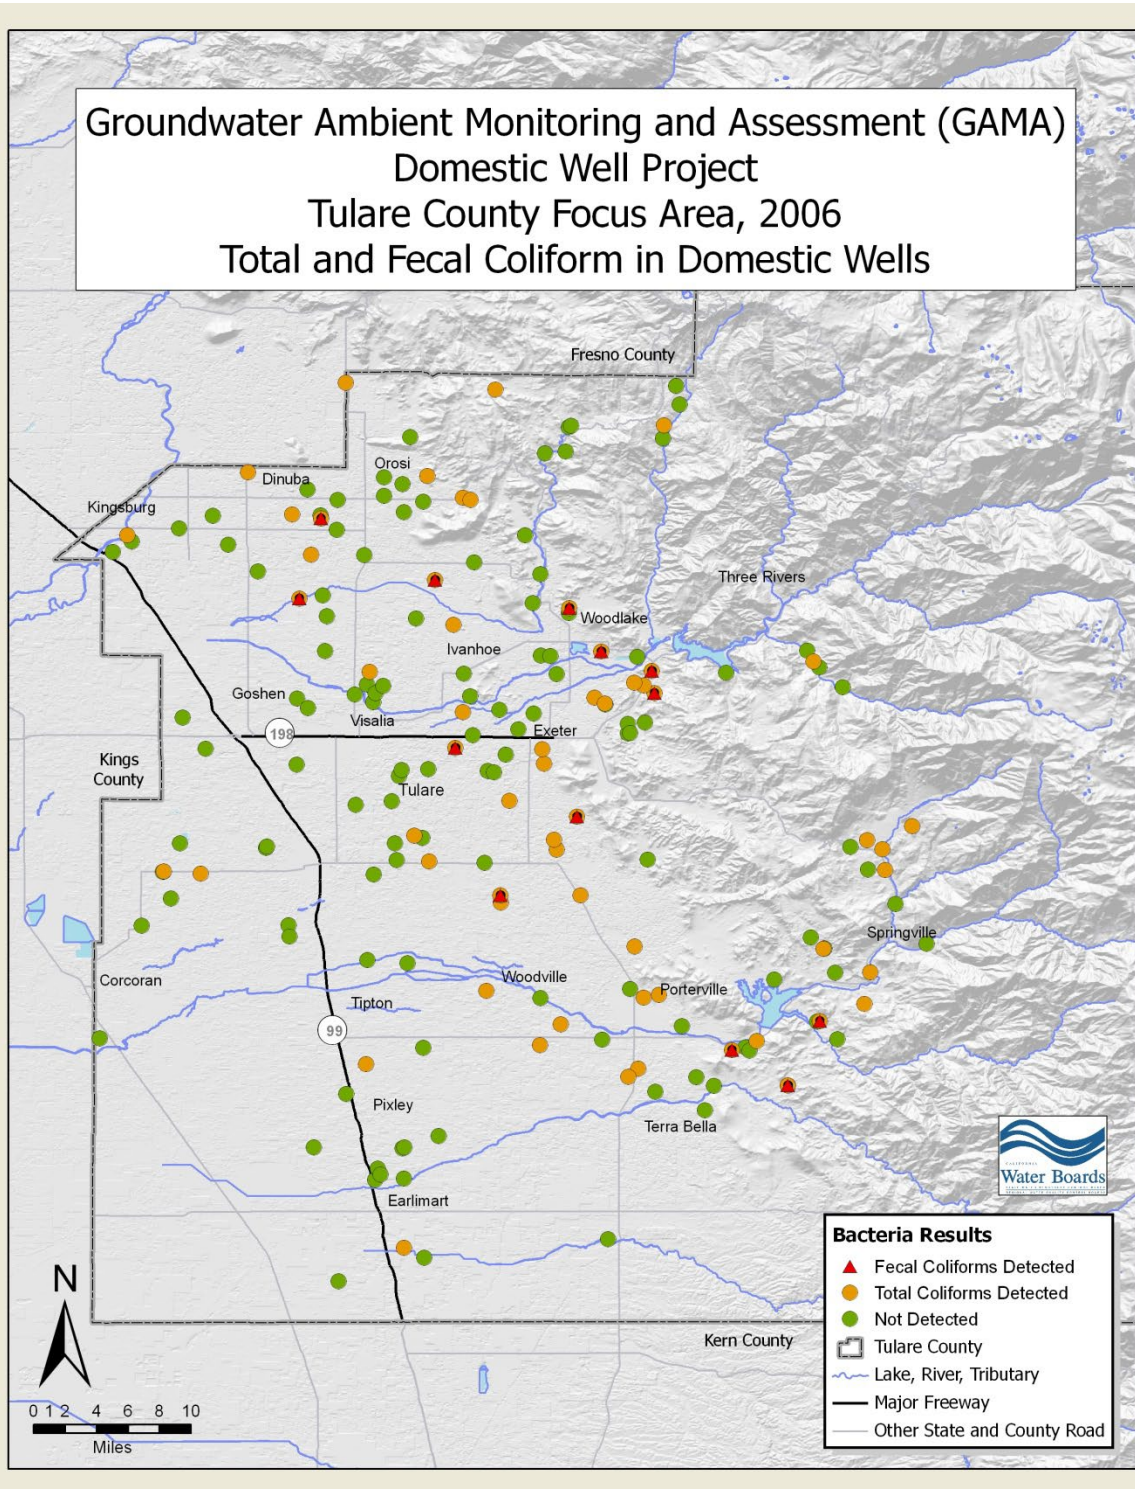 Groundwater Ambient Monitoring and Assessment (GAMA)
Domestic Well Project
Tulare County Focus Area, 2006
Total and Fecal Coliform in Domestic Wells
Fresno County
Orosi
Dinuba
Kingsburg
Three Rivers
Woodlake
Ivanhoe
Goshen
Visalia
198
Exeter
Kings
County
Tulare
Springville
Corcoran
Woodville
Porterville
Tipton
99
Pixley
Terra Bella
Earlimart
CALIFORNIA
Water Boards
Kern County
Bacteria Results
Fecal Coliforms Detected
Total Coliforms Detected
Not Detected
Tulare County
Lake, River, Tributary
Major Freeway
Other State and County Road
N
0 1 2 4 6 8 10
Miles